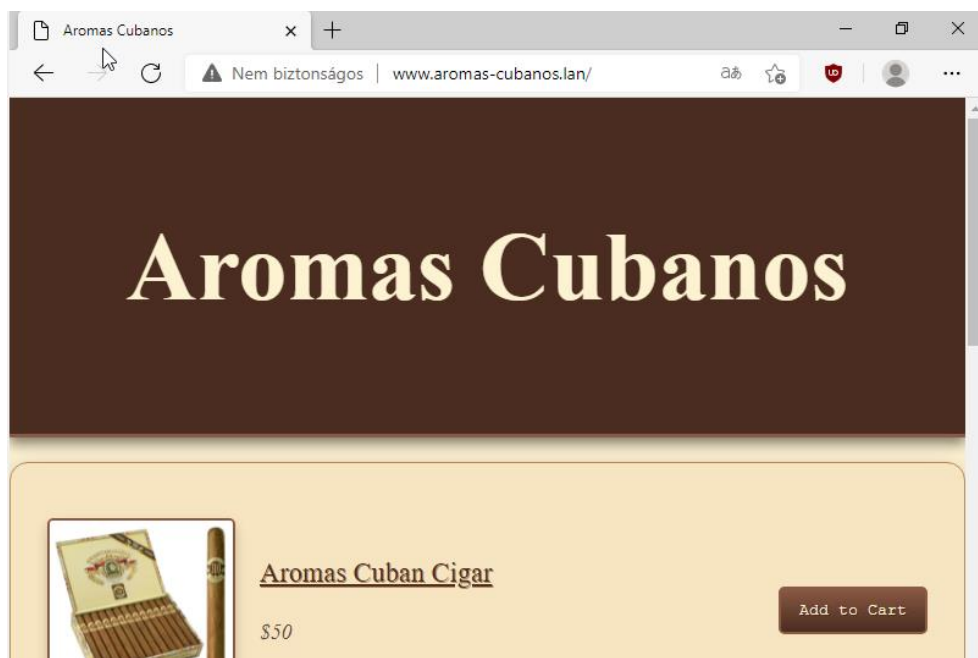 Aromas Cubanos
Nem biztonságos | www.aromas-cubanos.lan/
Aromas Cubanos
Aromas Cuban Cigar
$50
Add to Cart